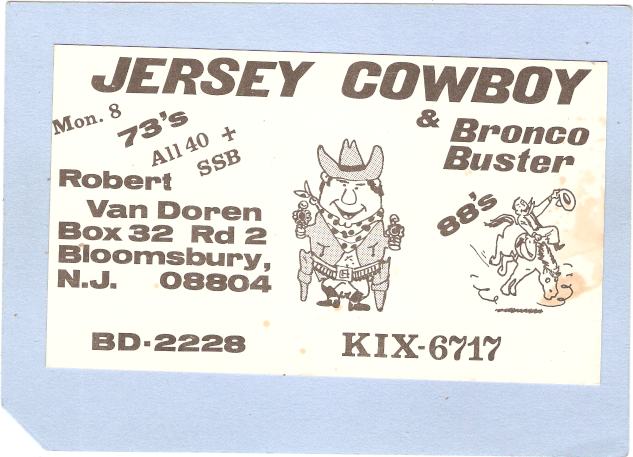 JERSEY COWBOY
& Bronco
Buster
Mon. 8
73's
All 40 +
SSB
Robert
Van Doren
Box 32 Rd 2
Bloomsbury,
N.J. 08804
88's
BD-2228
KIX-6717